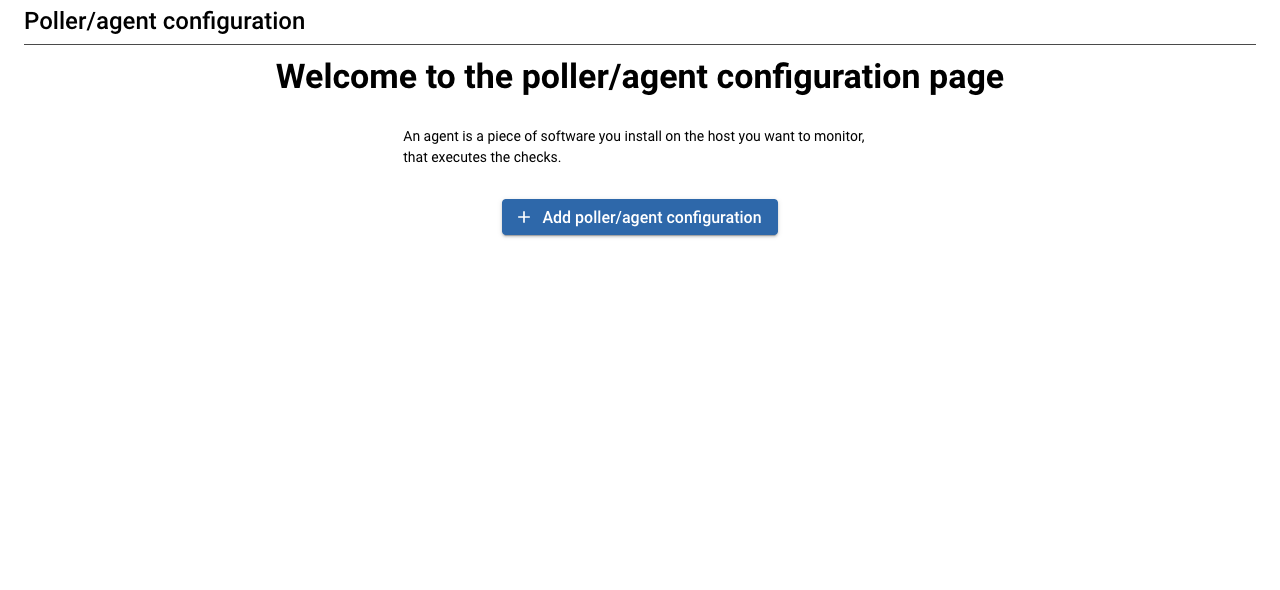 Poller/agent configuration
Welcome to the poller/agent configuration page
An agent is a piece of software you install on the host you want to monitor,
that executes the checks.
Add poller/agent configuration